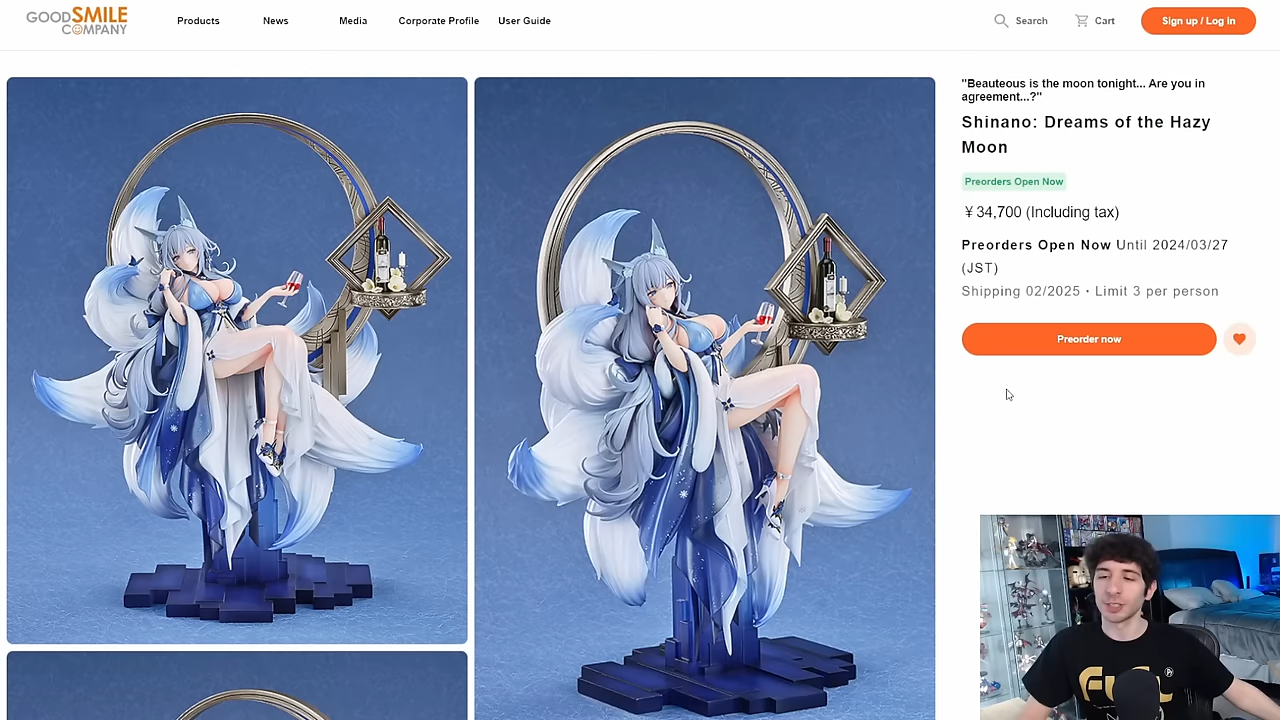 GOODSMILE
COMPANY
Products
News
Media
Corporate Profile
User Guide
Search
Cart
Sign up / Log in
"Beauteous is the moon tonight... Are you in
agreement...?"
Shinano: Dreams of the Hazy
Moon
Preorders Open Now
￥34,700 (Including tax)
Preorders Open Now Until 2024/03/27
(JST)
Shipping 02/2025・Limit 3 per person
Preorder now